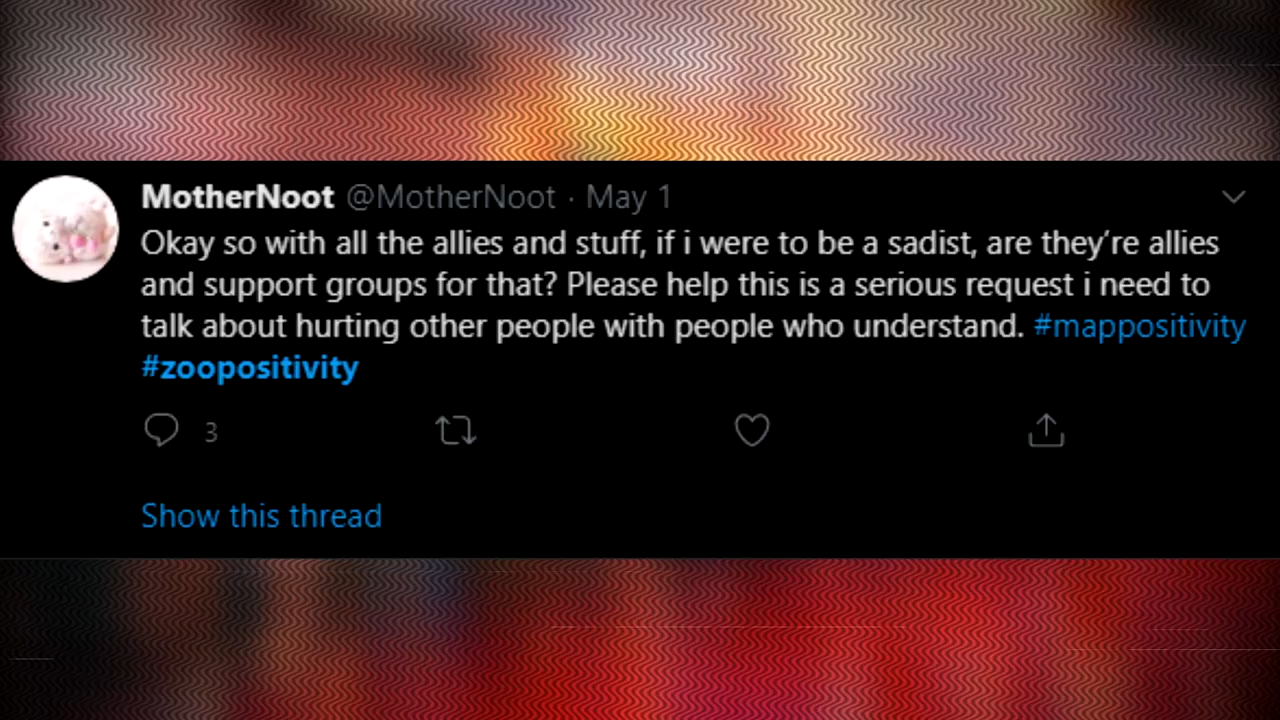 MotherNoot @MotherNoot · May 1
Okay so with all the allies and stuff, if i were to be a sadist, are they're allies
and support groups for that? Please help this is a serious request i need to
talk about hurting other people with people who understand. #mappositivity
#zoopositivity
3
Show this thread